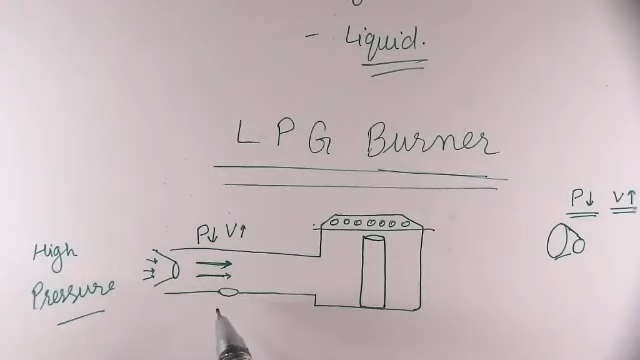 - Liquid.
LPG Burner
P↓ V↑
P↓ V↑
High
Pressure